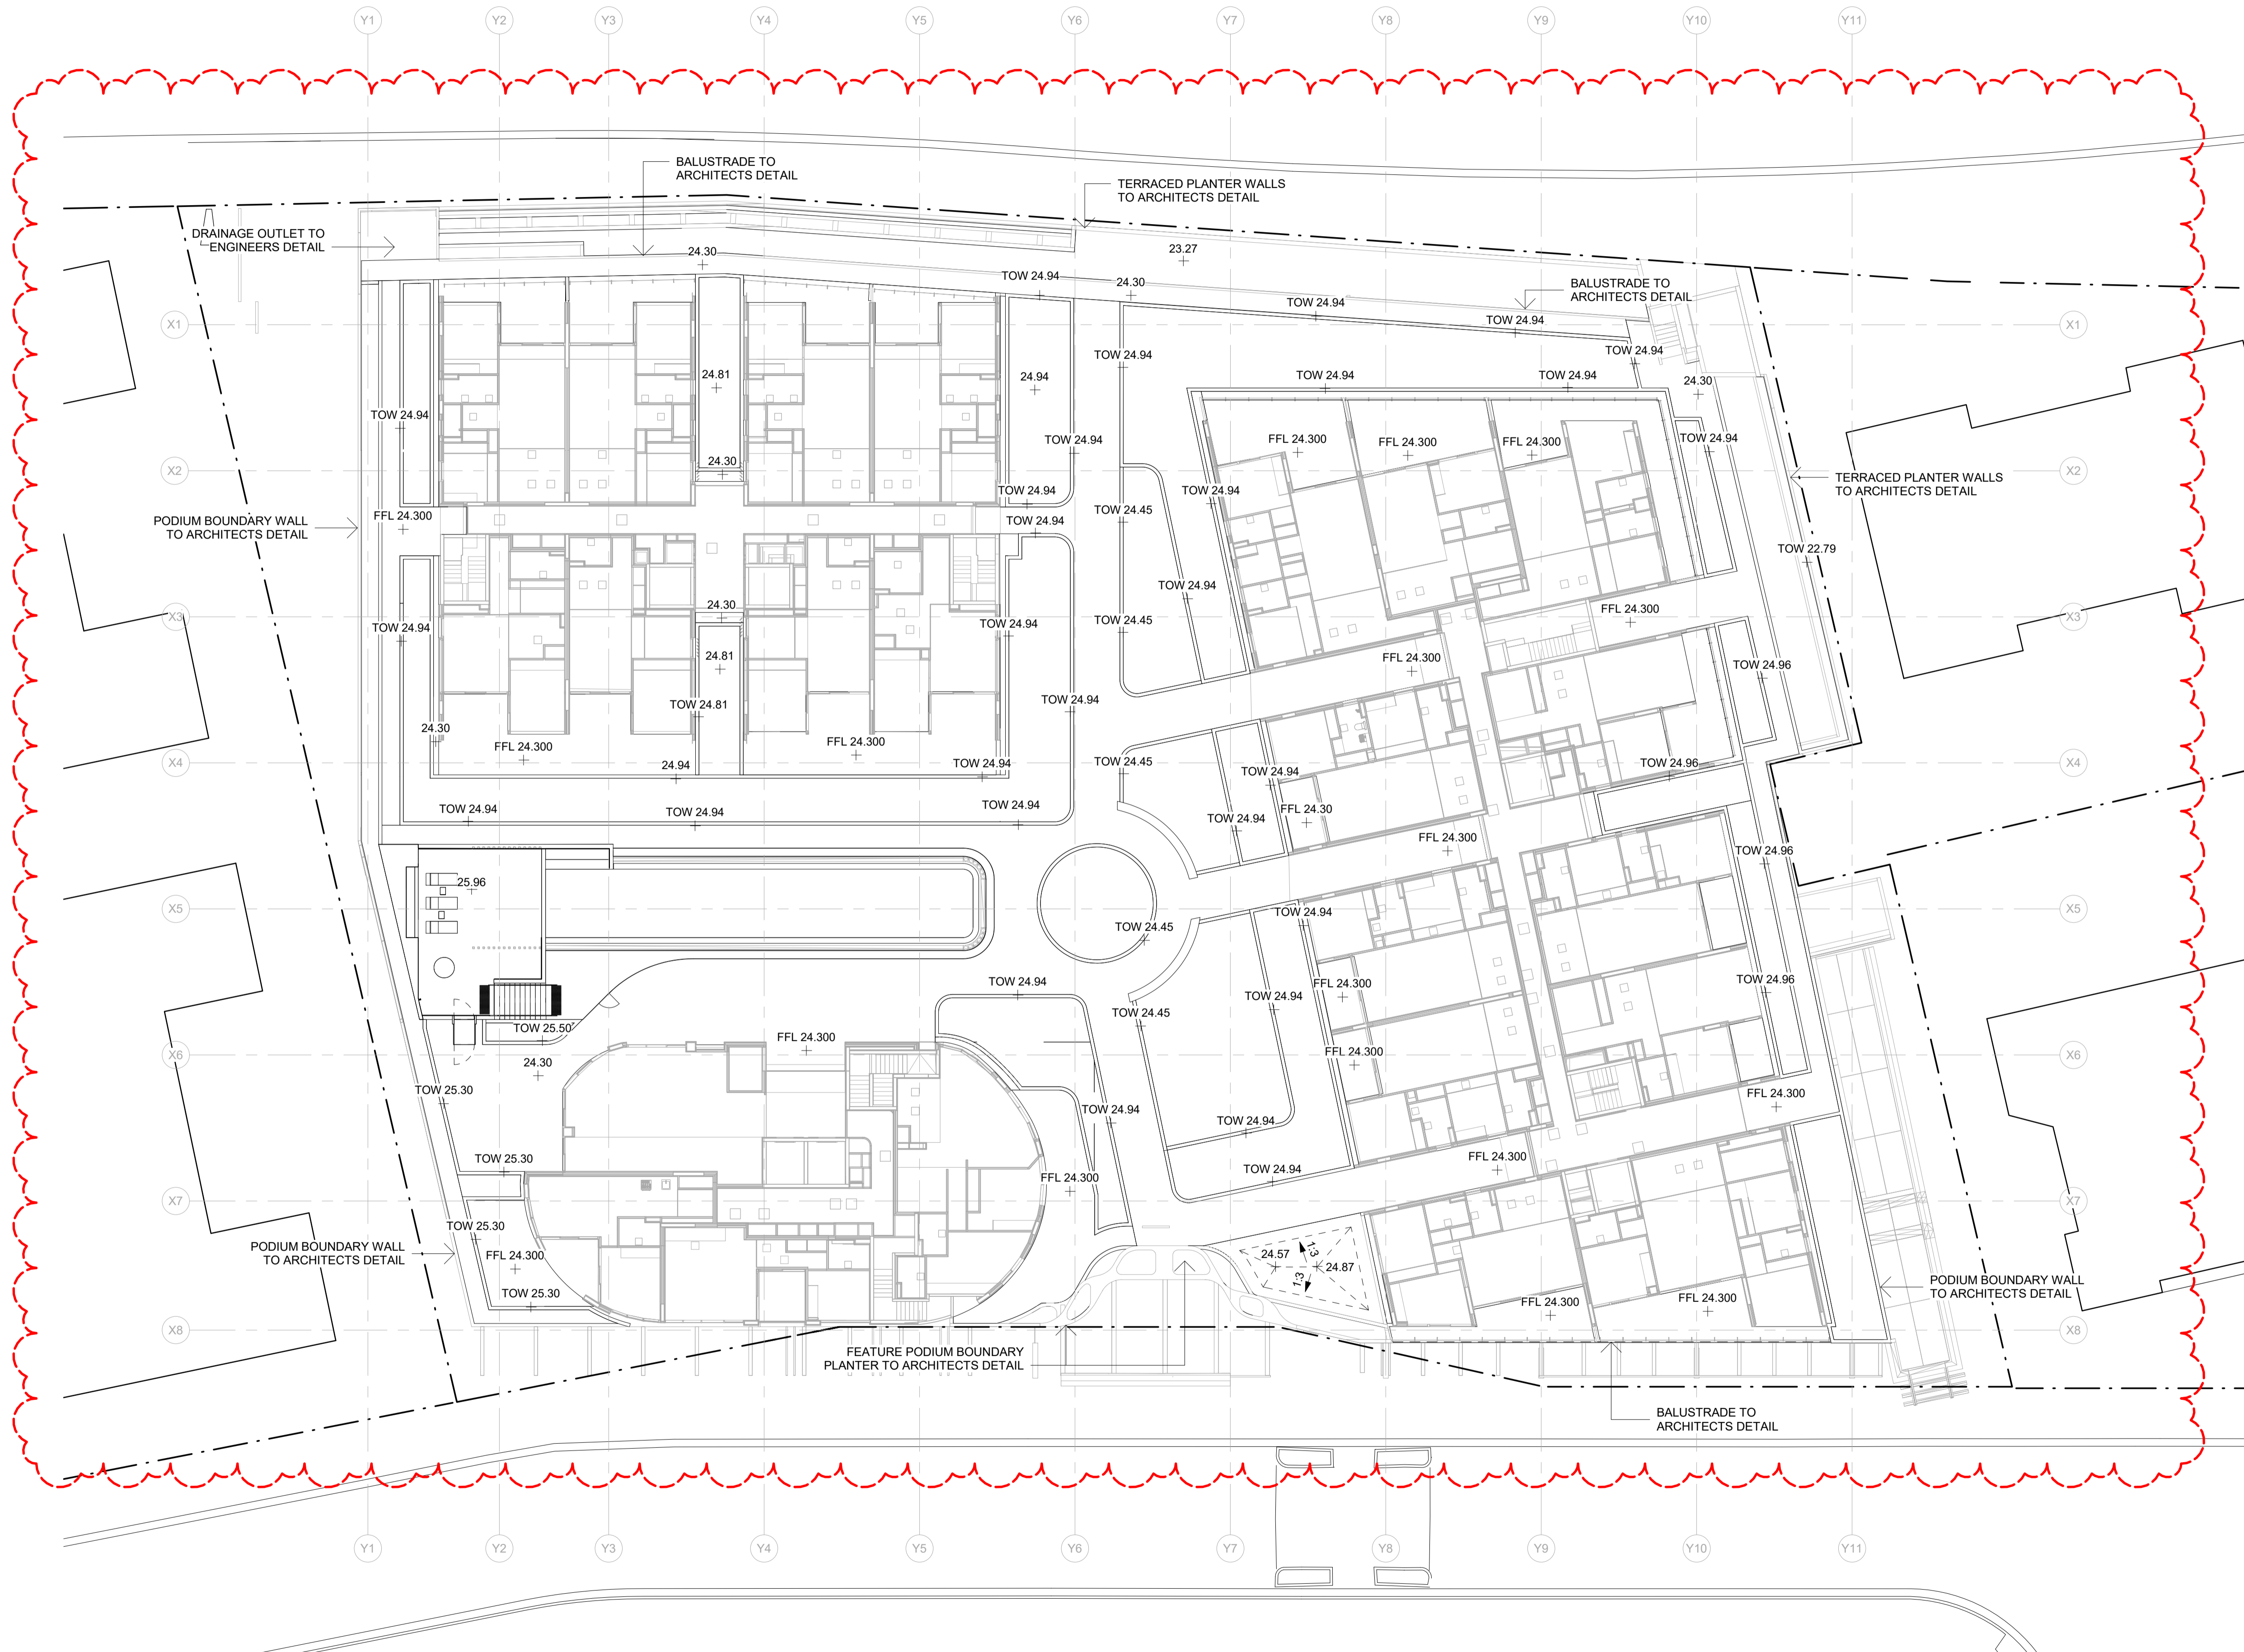 Y1 Y2 Y3 Y4 Y5 Y6 Y7 Y8 Y9 Y10 Y11
BALUSTRADE TO
ARCHITECTS DETAIL
TERRACED PLANTER WALLS
TO ARCHITECTS DETAIL
DRAINAGE OUTLET TO
ENGINEERS DETAIL
24.30
23.27
TOW 24.94
24.30
BALUSTRADE TO
ARCHITECTS DETAIL
TOW 24.94
TOW 24.94
X1
X1
TOW 24.94
TOW 24.94
24.81
24.94
TOW 24.94
TOW 24.94
24.30
TOW 24.94
TOW 24.94
FFL 24.300
FFL 24.300
FFL 24.300
TOW 24.94
24.30
X2
X2
TERRACED PLANTER WALLS
TO ARCHITECTS DETAIL
TOW 24.94
TOW 24.94
TOW 24.45
PODIUM BOUNDARY WALL
TO ARCHITECTS DETAIL
FFL 24.300
TOW 24.94
TOW 22.79
TOW 24.94
24.30
FFL 24.300
X3
X3
TOW 24.94
TOW 24.94
TOW 24.45
24.81
FFL 24.300
TOW 24.96
TOW 24.81
TOW 24.94
24.30
FFL 24.300
FFL 24.300
X4
X4
24.94
TOW 24.94
TOW 24.45
TOW 24.94
TOW 24.96
TOW 24.94
TOW 24.94
TOW 24.94
TOW 24.94
FFL 24.30
FFL 24.300
TOW 24.96
25.96
X5
X5
TOW 24.94
TOW 24.45
TOW 24.94
FFL 24.300
TOW 24.94
TOW 24.96
TOW 24.45
TOW 25.50
FFL 24.300
FFL 24.300
X6
X6
24.30
TOW 25.30
TOW 24.94
FFL 24.300
TOW 24.94
TOW 25.30
FFL 24.300
TOW 24.94
FFL 24.300
X7
X7
TOW 25.30
PODIUM BOUNDARY WALL
TO ARCHITECTS DETAIL
FFL 24.300
24.57
1:3
1:3
24.87
PODIUM BOUNDARY WALL
TO ARCHITECTS DETAIL
TOW 25.30
FFL 24.300
FFL 24.300
X8
X8
FEATURE PODIUM BOUNDARY
PLANTER TO ARCHITECTS DETAIL
BALUSTRADE TO
ARCHITECTS DETAIL
Y1 Y2 Y3 Y4 Y5 Y6 Y7 Y8 Y9 Y10 Y11